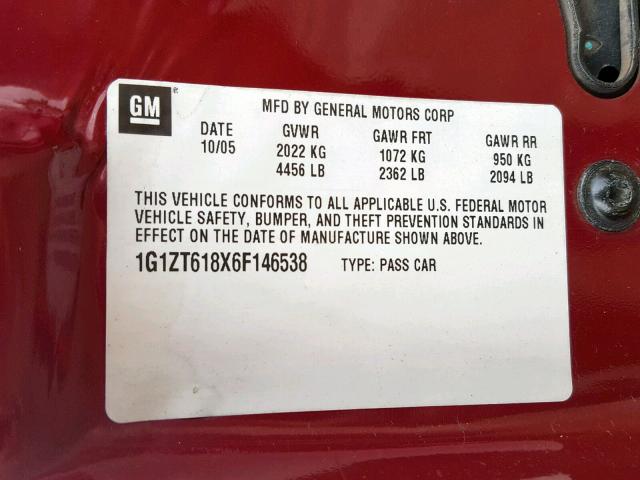 GM ® MFD BY GENERAL MOTORS CORP
DATE GVWR GAWR FRT GAWR RR
10/05 2022 KG 1072 KG 950 KG
4456 LB 2362 LB 2094 LB
THIS VEHICLE CONFORMS TO ALL APPLICABLE U.S. FEDERAL MOTOR
VEHICLE SAFETY, BUMPER, AND THEFT PREVENTION STANDARDS IN
EFFECT ON THE DATE OF MANUFACTURE SHOWN ABOVE.
1G1ZT618X6F146538 TYPE: PASS CAR